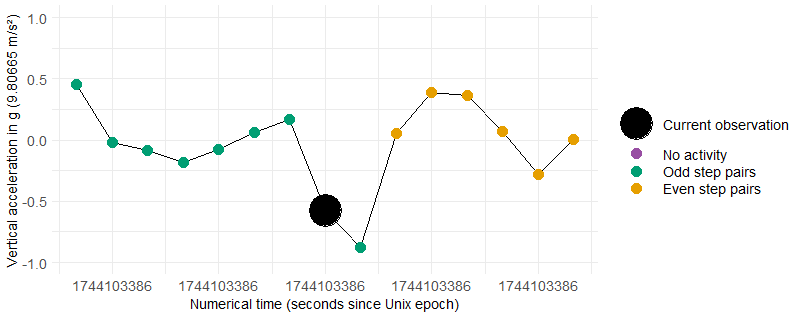 Vertical acceleration in g (9.80665 m/s²)
1.0
0.5
0.0
-0.5
-1.0
1744103386 1744103386 1744103386 1744103386 1744103386
Numerical time (seconds since Unix epoch)
Current observation
No activity
Odd step pairs
Even step pairs